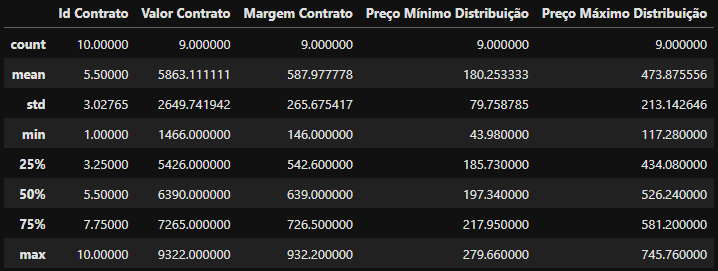 Id Contrato Valor Contrato Margem Contrato Preço Mínimo Distribuição Preço Máximo Distribuição
count 10.00000 9.000000 9.000000 9.000000 9.000000
mean 5.50000 5863.111111 587.977778 180.253333 473.875556
std 3.02765 2649.741942 265.675417 79.758785 213.142646
min 1.00000 1466.000000 146.000000 43.980000 117.280000
25% 3.25000 5426.000000 542.600000 185.730000 434.080000
50% 5.50000 6390.000000 639.000000 197.340000 526.240000
75% 7.75000 7265.000000 726.500000 217.950000 581.200000
max 10.00000 9322.000000 932.200000 279.660000 745.760000